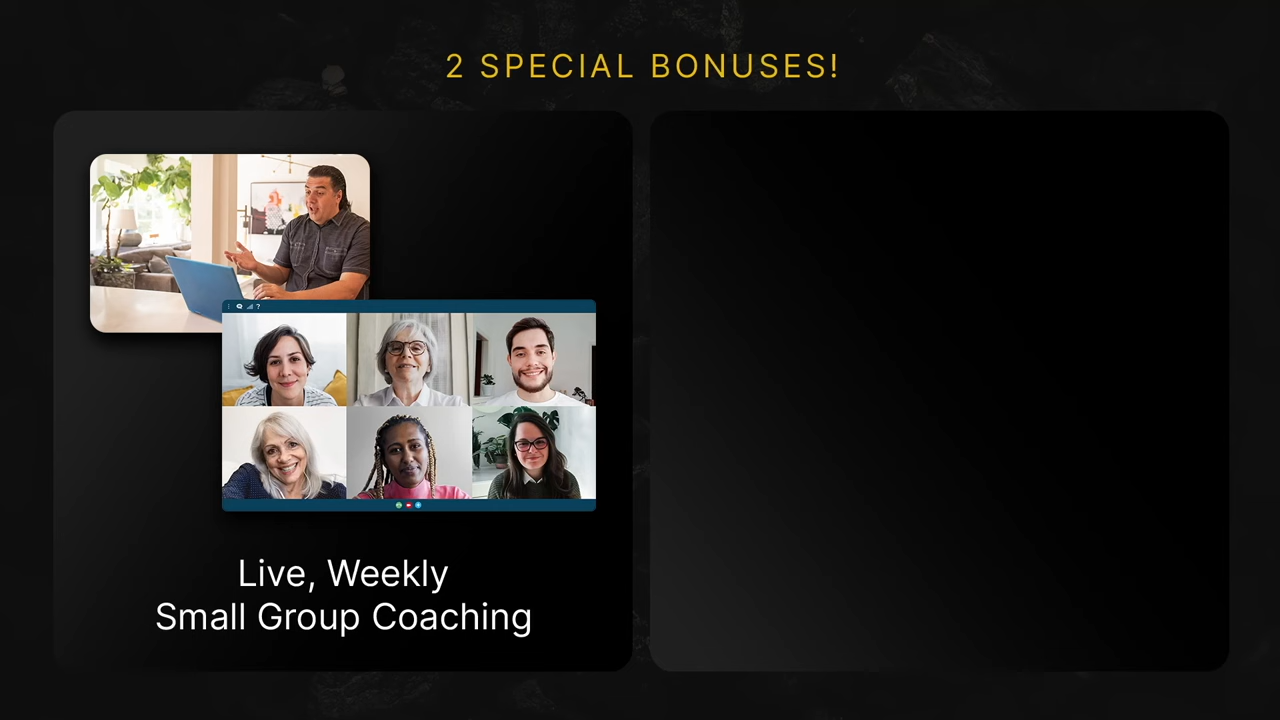 2 SPECIAL BONUSES!
?
Live, Weekly
Small Group Coaching